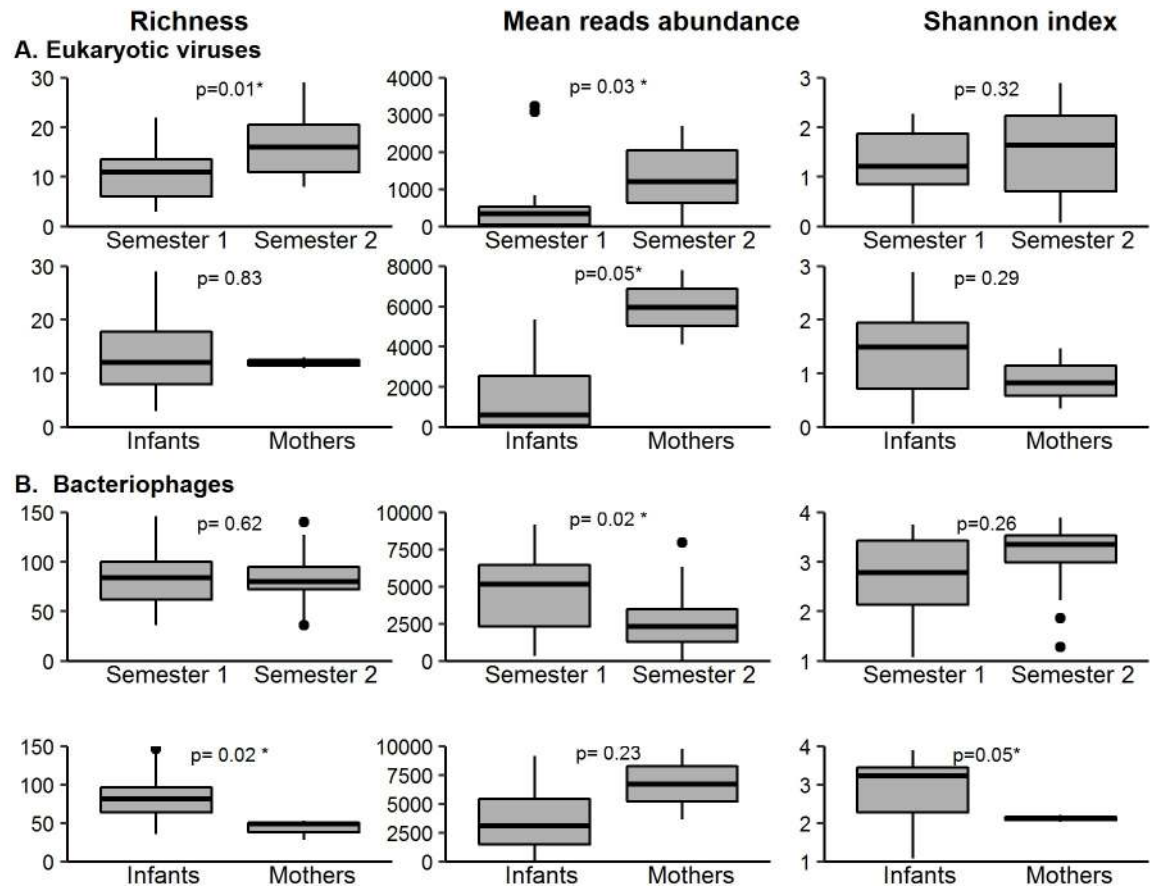 Richness Mean reads abundance Shannon index
A. Eukaryotic viruses
30
20
10
0
p=0.01*
Semester 1 Semester 2
4000
3000
2000
1000
0
p= 0.03 *
Semester 1 Semester 2
3
2
1
0
p= 0.32
Semester 1 Semester 2
30
20
10
0
p= 0.83
Infants Mothers
8000
6000
4000
2000
0
p=0.05*
Infants Mothers
3
2
1
0
p= 0.29
Infants Mothers
B. Bacteriophages
150
100
50
0
p= 0.62
Semester 1 Semester 2
10000
7500
5000
2500
0
p= 0.02 *
Semester 1 Semester 2
4
3
2
1
p=0.26
Semester 1 Semester 2
150
100
50
0
p= 0.02 *
Infants Mothers
10000
7500
5000
2500
0
p= 0.23
Infants Mothers
4
3
2
1
p=0.05*
Infants Mothers